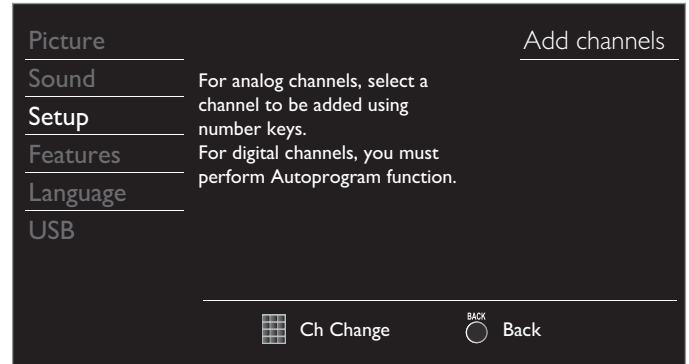 Picture
Sound
Setup
Features
Language
USB
Add channels
For analog channels, select a
channel to be added using
number keys.
For digital channels, you must
perform Autoprogram function.
Ch Change
BACK
Back